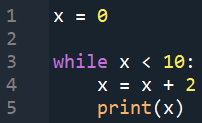 1 x = 0
2
3 while x < 10:
4     x = x + 2
5     print(x)